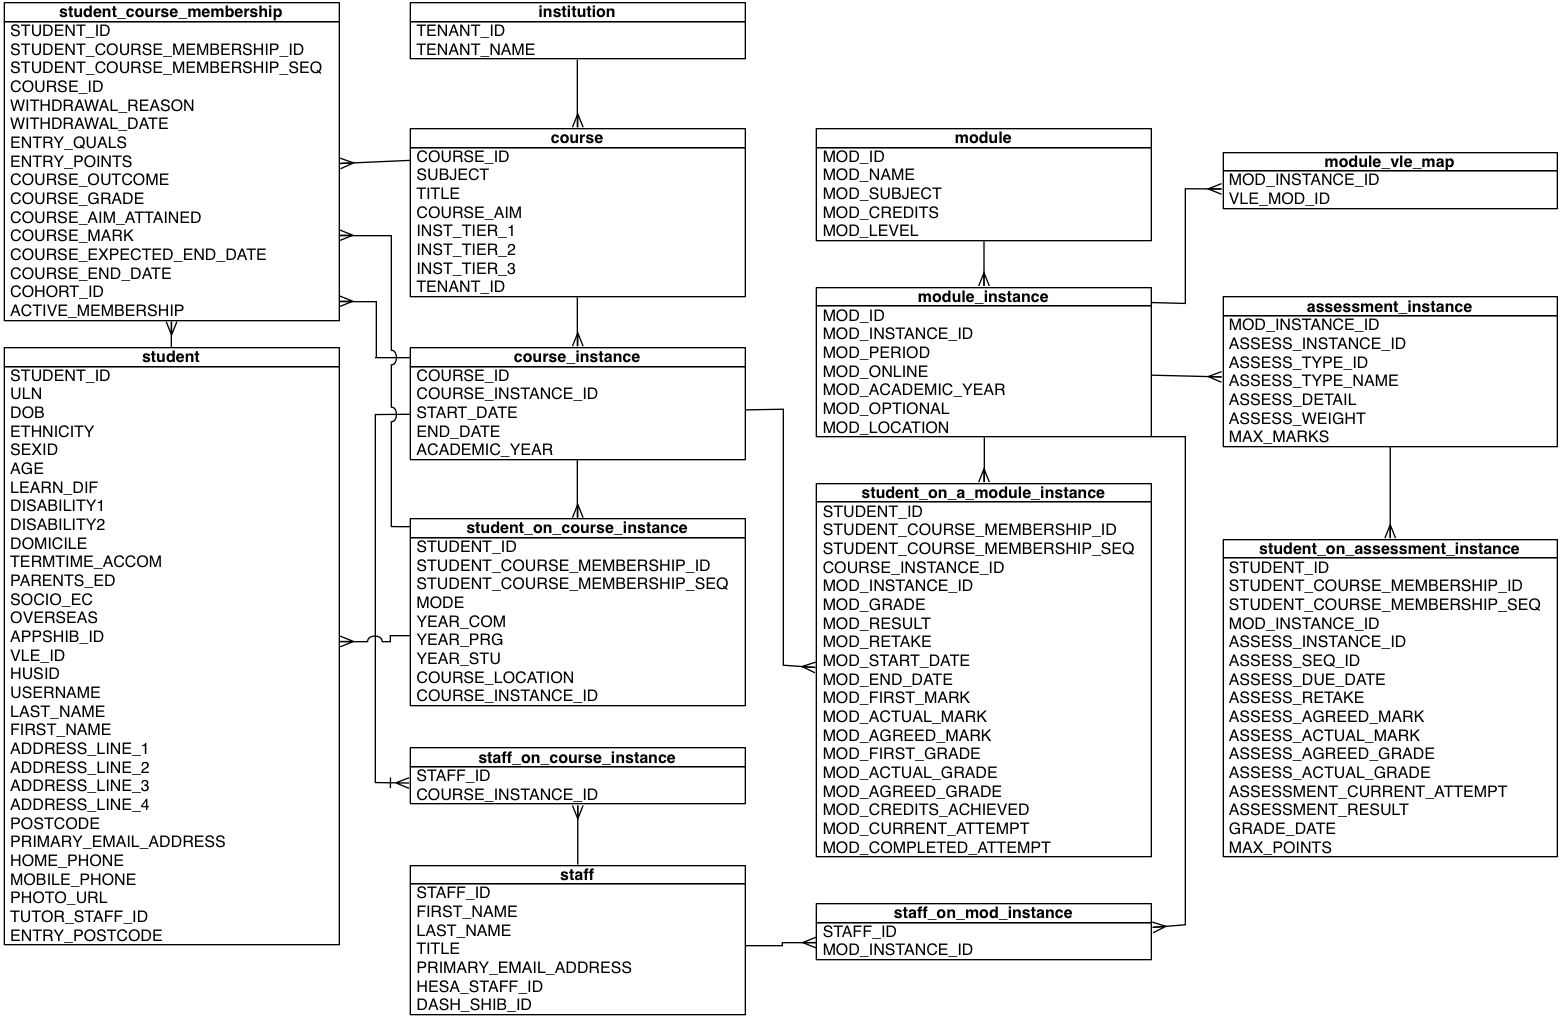 student_course_membership
STUDENT_ID
STUDENT_COURSE_MEMBERSHIP_ID
STUDENT_COURSE_MEMBERSHIP_SEQ
COURSE_ID
WITHDRAWAL_REASON
WITHDRAWAL_DATE
ENTRY_QUALS
ENTRY_POINTS
COURSE_OUTCOME
COURSE_GRADE
COURSE_AIM_ATTAINED
COURSE_MARK
COURSE_EXPECTED_END_DATE
COURSE_END_DATE
COHORT_ID
ACTIVE_MEMBERSHIP
student
STUDENT_ID
ULN
DOB
ETHNICITY
SEXID
AGE
LEARN_DIF
DISABILITY1
DISABILITY2
DOMICILE
TERMTIME_ACCOM
PARENTS_ED
SOCIO_EC
OVERSEAS
APPSHIB_ID
VLE_ID
HUSID
USERNAME
LAST_NAME
FIRST_NAME
ADDRESS_LINE_1
ADDRESS_LINE_2
ADDRESS_LINE_3
ADDRESS_LINE_4
POSTCODE
PRIMARY_EMAIL_ADDRESS
HOME_PHONE
MOBILE_PHONE
PHOTO_URL
TUTOR_STAFF_ID
ENTRY_POSTCODE
institution
TENANT_ID
TENANT_NAME
course
COURSE_ID
SUBJECT
TITLE
COURSE_AIM
INST_TIER_1
INST_TIER_2
INST_TIER_3
TENANT_ID
course_instance
COURSE_ID
COURSE_INSTANCE_ID
START_DATE
END_DATE
ACADEMIC_YEAR
student_on_course_instance
STUDENT_ID
STUDENT_COURSE_MEMBERSHIP_ID
STUDENT_COURSE_MEMBERSHIP_SEQ
MODE
YEAR_COM
YEAR_PRG
YEAR_STU
COURSE_LOCATION
COURSE_INSTANCE_ID
staff_on_course_instance
STAFF_ID
COURSE_INSTANCE_ID
staff
STAFF_ID
FIRST_NAME
LAST_NAME
TITLE
PRIMARY_EMAIL_ADDRESS
HESA_STAFF_ID
DASH_SHIB_ID
module
MOD_ID
MOD_NAME
MOD_SUBJECT
MOD_CREDITS
MOD_LEVEL
module_instance
MOD_ID
MOD_INSTANCE_ID
MOD_PERIOD
MOD_ONLINE
MOD_ACADEMIC_YEAR
MOD_OPTIONAL
MOD_LOCATION
student_on_a_module_instance
STUDENT_ID
STUDENT_COURSE_MEMBERSHIP_ID
STUDENT_COURSE_MEMBERSHIP_SEQ
COURSE_INSTANCE_ID
MOD_INSTANCE_ID
MOD_GRADE
MOD_RESULT
MOD_RETAKE
MOD_START_DATE
MOD_END_DATE
MOD_FIRST_MARK
MOD_ACTUAL_MARK
MOD_AGREED_MARK
MOD_FIRST_GRADE
MOD_ACTUAL_GRADE
MOD_AGREED_GRADE
MOD_CREDITS_ACHIEVED
MOD_CURRENT_ATTEMPT
MOD_COMPLETED_ATTEMPT
staff_on_mod_instance
STAFF_ID
MOD_INSTANCE_ID
module_vle_map
MOD_INSTANCE_ID
VLE_MOD_ID
assessment_instance
MOD_INSTANCE_ID
ASSESS_INSTANCE_ID
ASSESS_TYPE_ID
ASSESS_TYPE_NAME
ASSESS_DETAIL
ASSESS_WEIGHT
MAX_MARKS
student_on_assessment_instance
STUDENT_ID
STUDENT_COURSE_MEMBERSHIP_ID
STUDENT_COURSE_MEMBERSHIP_SEQ
MOD_INSTANCE_ID
ASSESS_INSTANCE_ID
ASSESS_SEQ_ID
ASSESS_DUE_DATE
ASSESS_RETAKE
ASSESS_AGREED_MARK
ASSESS_ACTUAL_MARK
ASSESS_AGREED_GRADE
ASSESS_ACTUAL_GRADE
ASSESSMENT_CURRENT_ATTEMPT
ASSESSMENT_RESULT
GRADE_DATE
MAX_POINTS